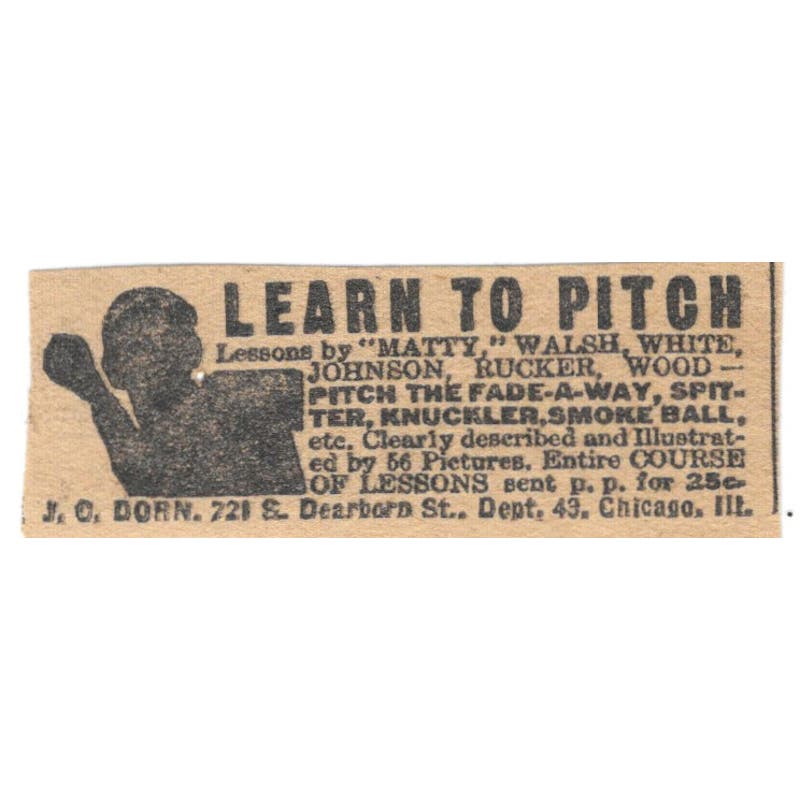 LEARN TO PITCH
Lessons by "MATTY," WALSH, WHITE,
JOHNSON, RUCKER, WOOD—
PITCH THE FADE-A-WAY, SPIT-
TER, KNUCKLER, SMOKE BALL,
etc. Clearly described and Illustrat-
ed by 56 Pictures. Entire COURSE
OF LESSONS sent p. p. for 25c.
J. C. DORN, 721 S. Dearborn St., Dept. 43, Chicago, Ill.